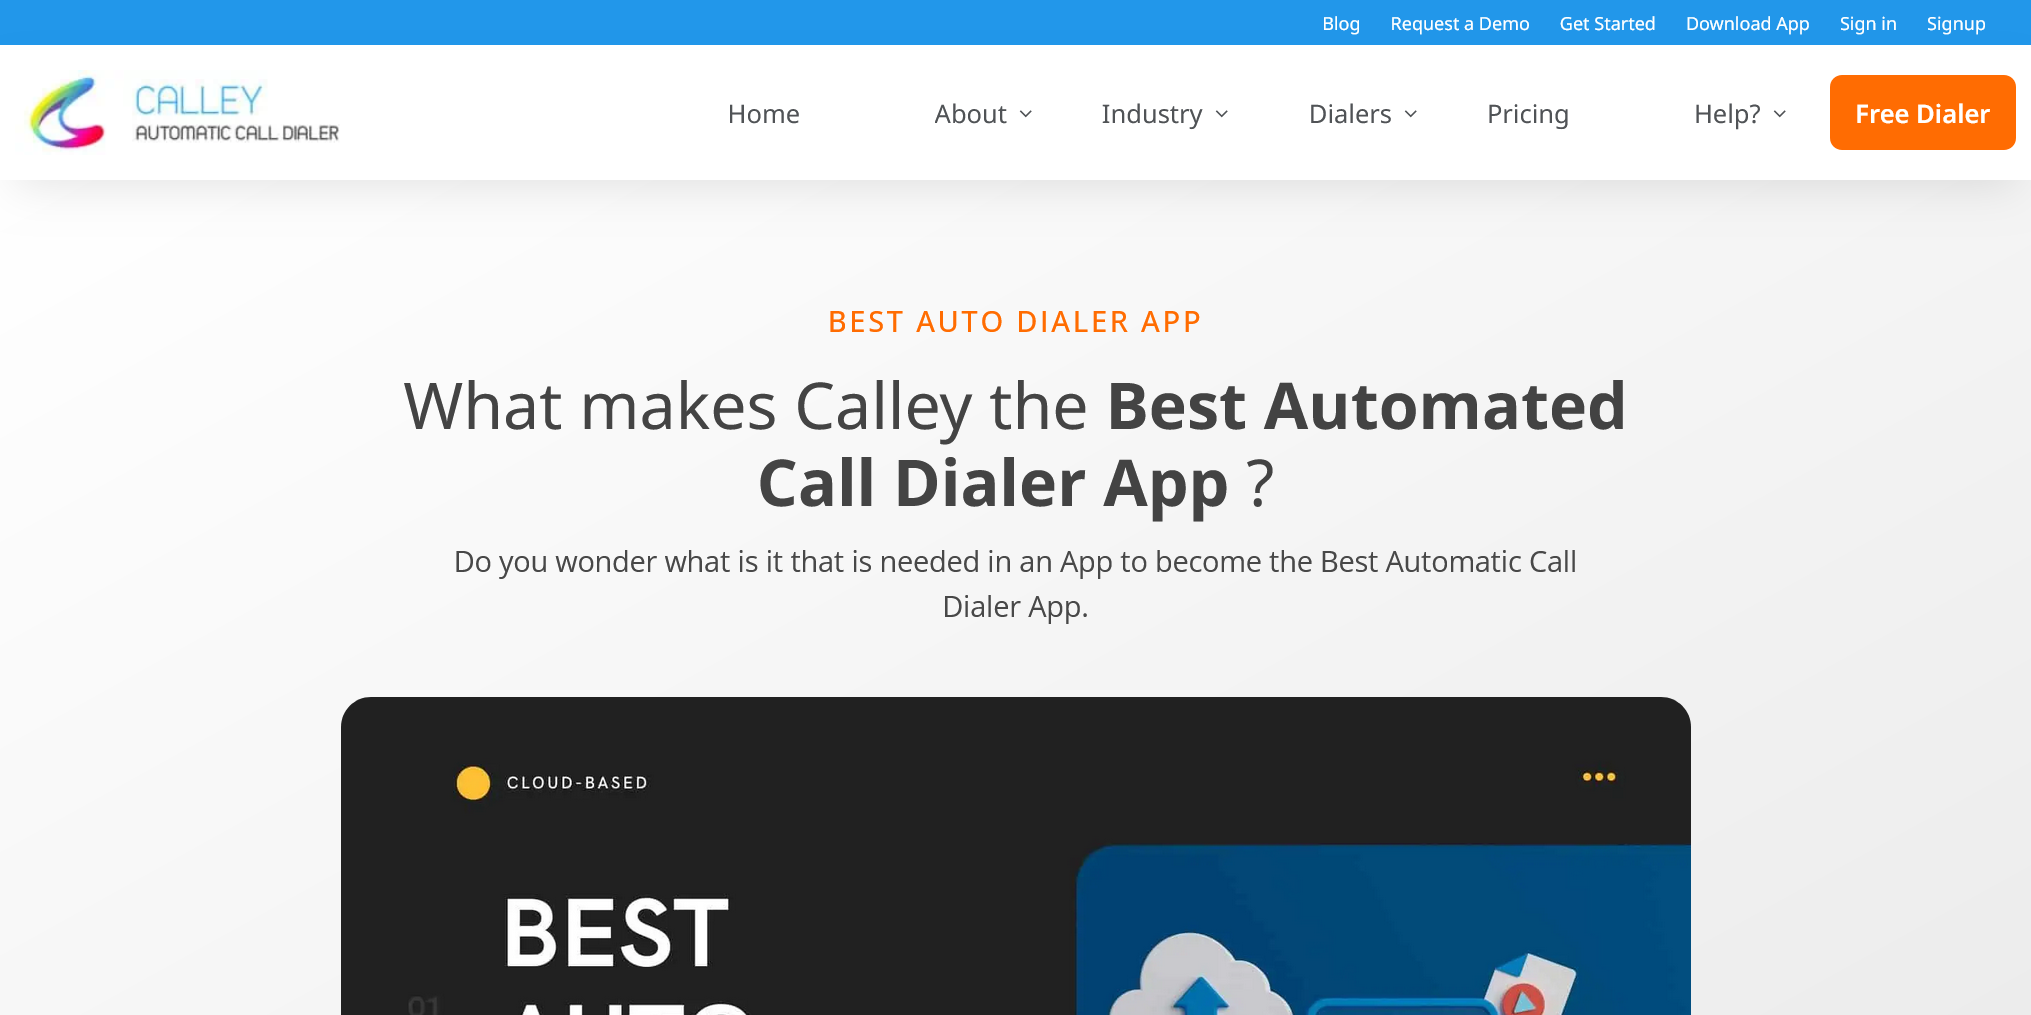 Blog Request a Demo Get Started Download App Sign in Signup
CALLEY
AUTOMATIC CALL DIALER
Home About Industry Dialers Pricing Help? Free Dialer
BEST AUTO DIALER APP
What makes Calley the Best Automated
Call Dialer App ?
Do you wonder what is it that is needed in an App to become the Best Automatic Call
Dialer App.
CLOUD-BASED
BEST
01
AUTO